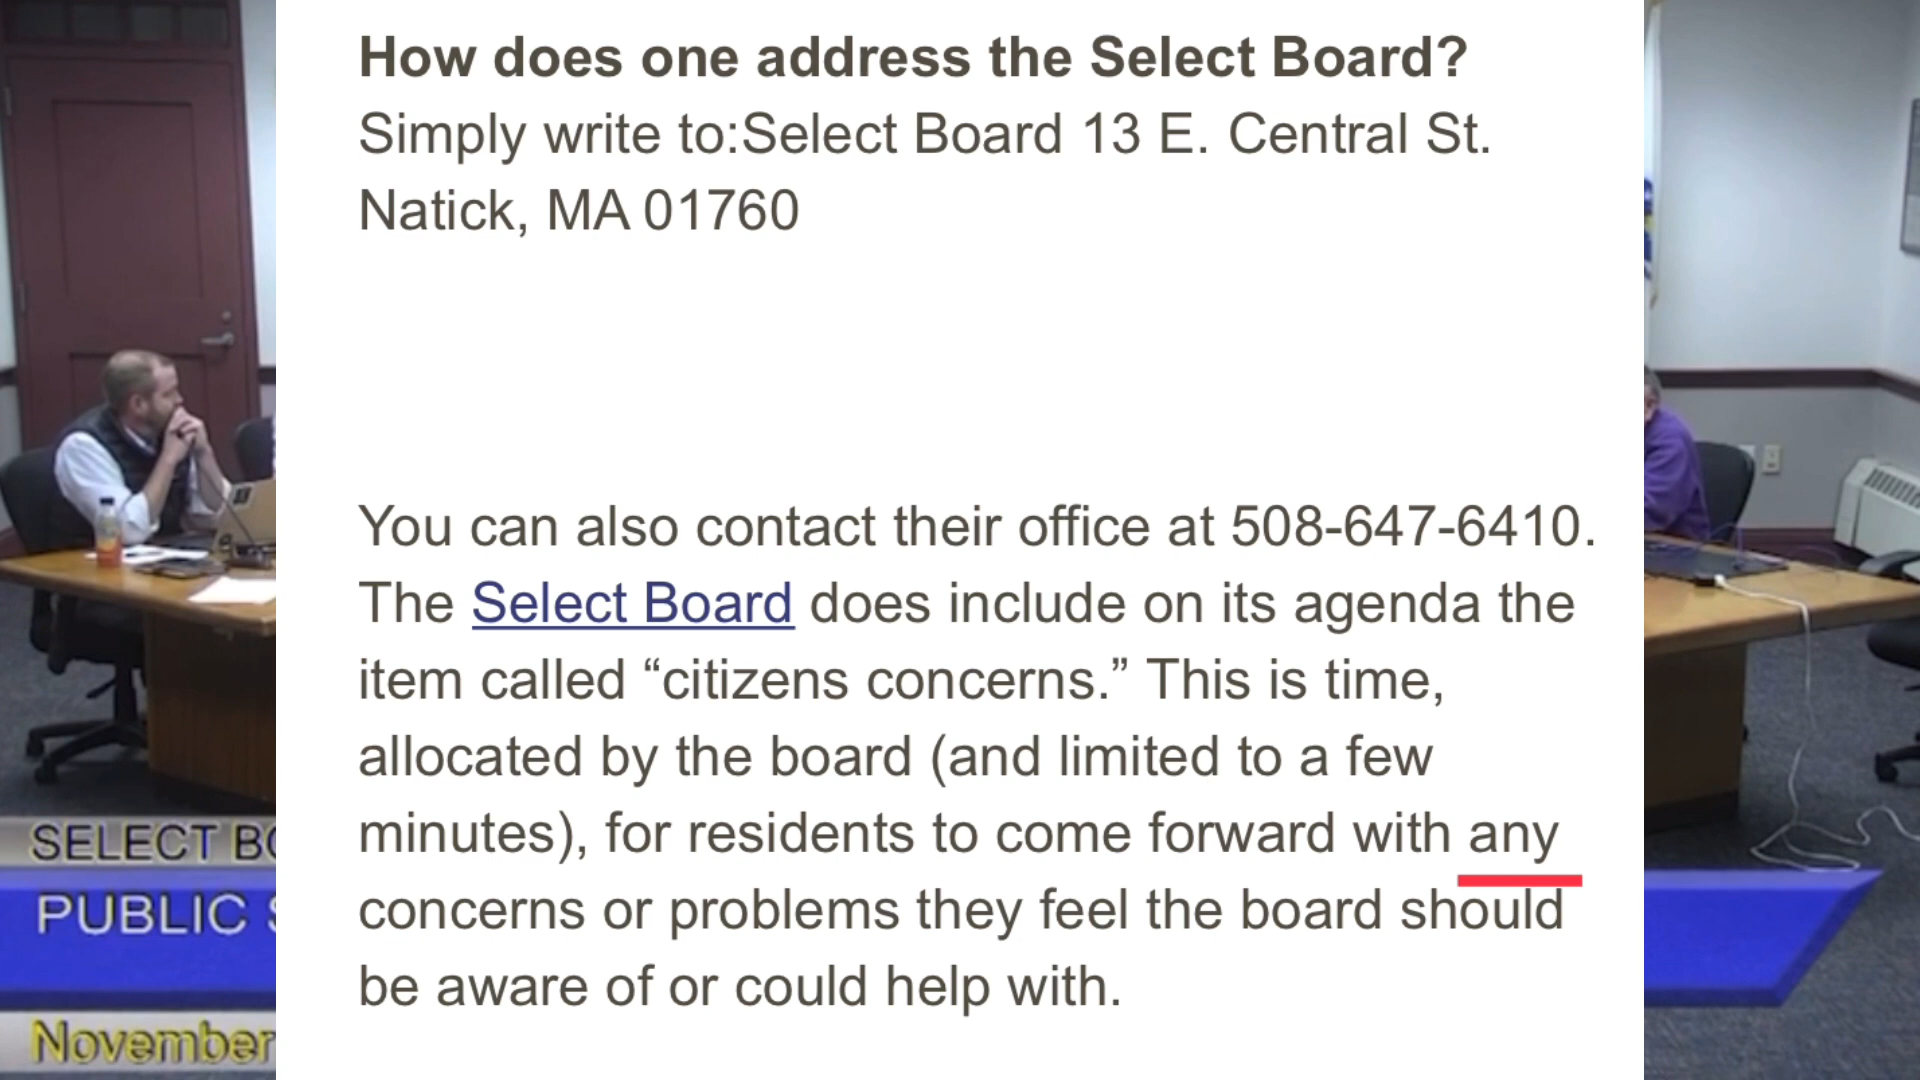 How does one address the Select Board?
Simply write to:Select Board 13 E. Central St.
Natick, MA 01760
You can also contact their office at 508-647-6410.
The Select Board does include on its agenda the
item called “citizens concerns.” This is time,
allocated by the board (and limited to a few
minutes), for residents to come forward with any
concerns or problems they feel the board should
be aware of or could help with.
SELECT
PUBLIC
November